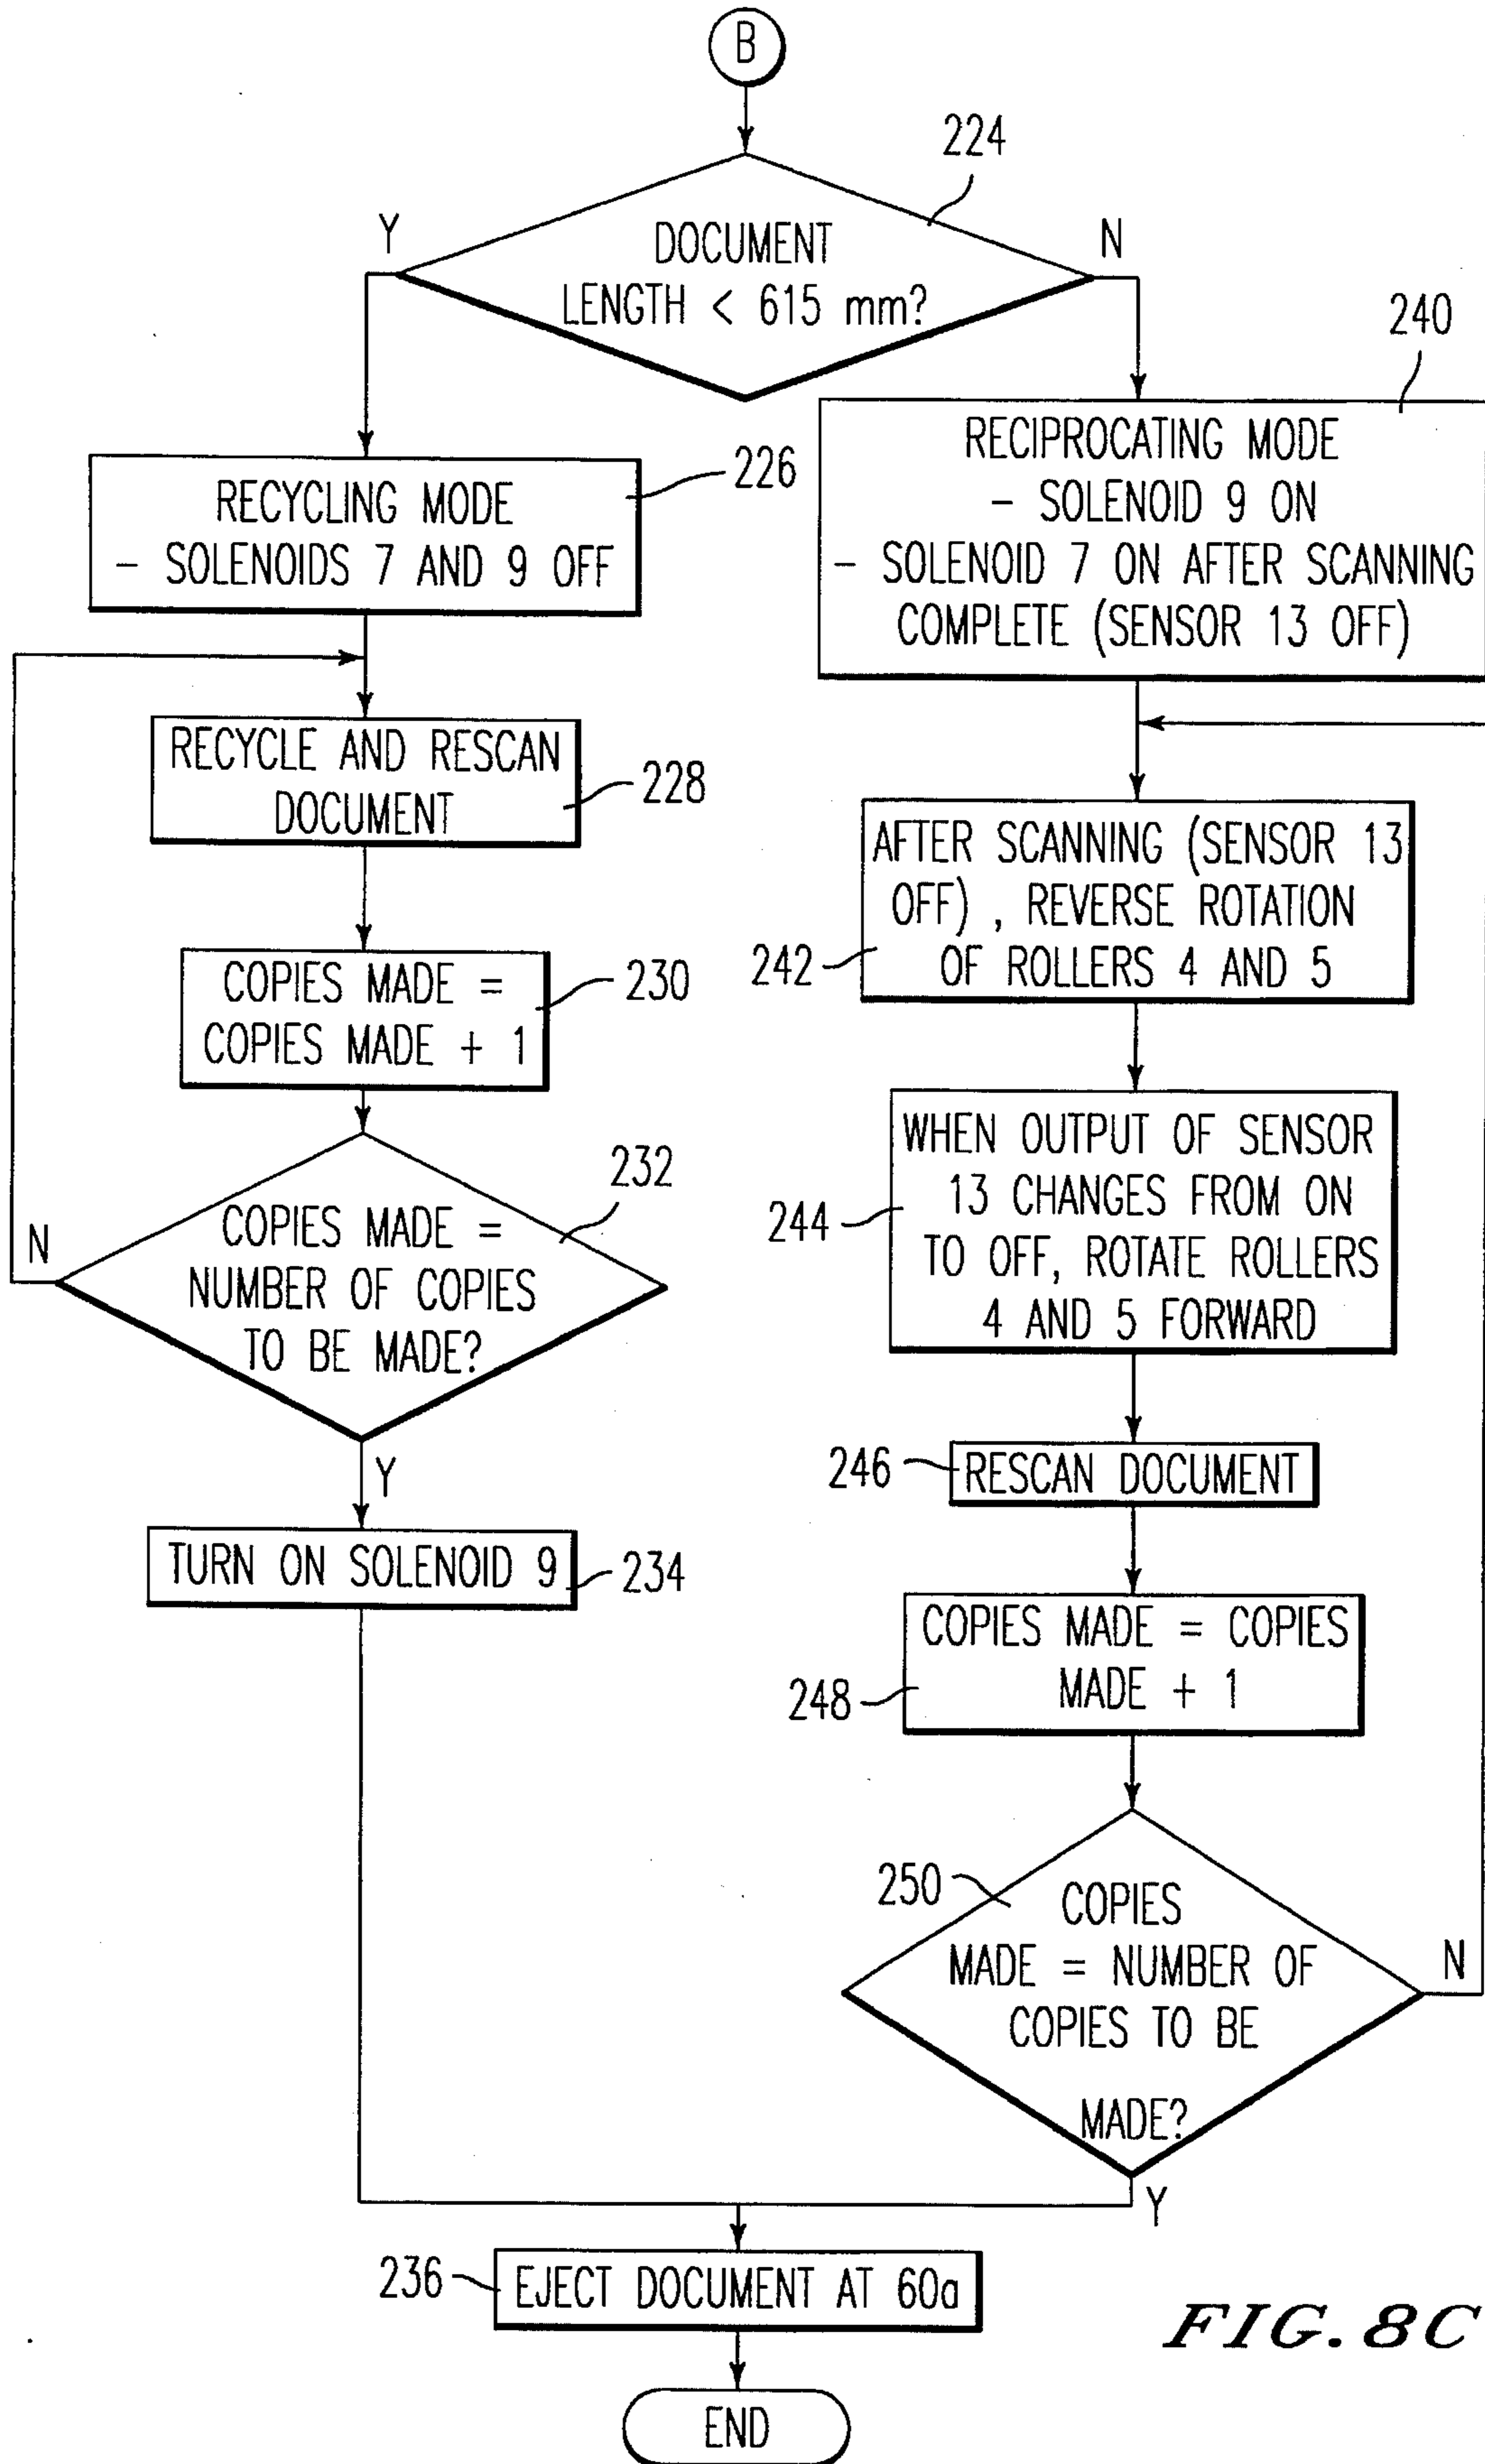 B
224
Y
DOCUMENT
LENGTH < 615 mm?
N
240
RECYCLING MODE
– SOLENOIDS 7 AND 9 OFF
226
RECIPROCATING MODE
– SOLENOID 9 ON
– SOLENOID 7 ON AFTER SCANNING
COMPLETE (SENSOR 13 OFF)
RECYCLE AND RESCAN
DOCUMENT
228
AFTER SCANNING (SENSOR 13
OFF) , REVERSE ROTATION
OF ROLLERS 4 AND 5
242
COPIES MADE =
COPIES MADE + 1
230
WHEN OUTPUT OF SENSOR
13 CHANGES FROM ON
TO OFF, ROTATE ROLLERS
4 AND 5 FORWARD
244
232
N
COPIES MADE =
NUMBER OF COPIES
TO BE MADE?
Y
246
RESCAN DOCUMENT
TURN ON SOLENOID 9
234
COPIES MADE = COPIES
MADE + 1
248
250
COPIES
MADE = NUMBER OF
COPIES TO BE
MADE?
N
Y
236
EJECT DOCUMENT AT 60a
END
FIG. 8C